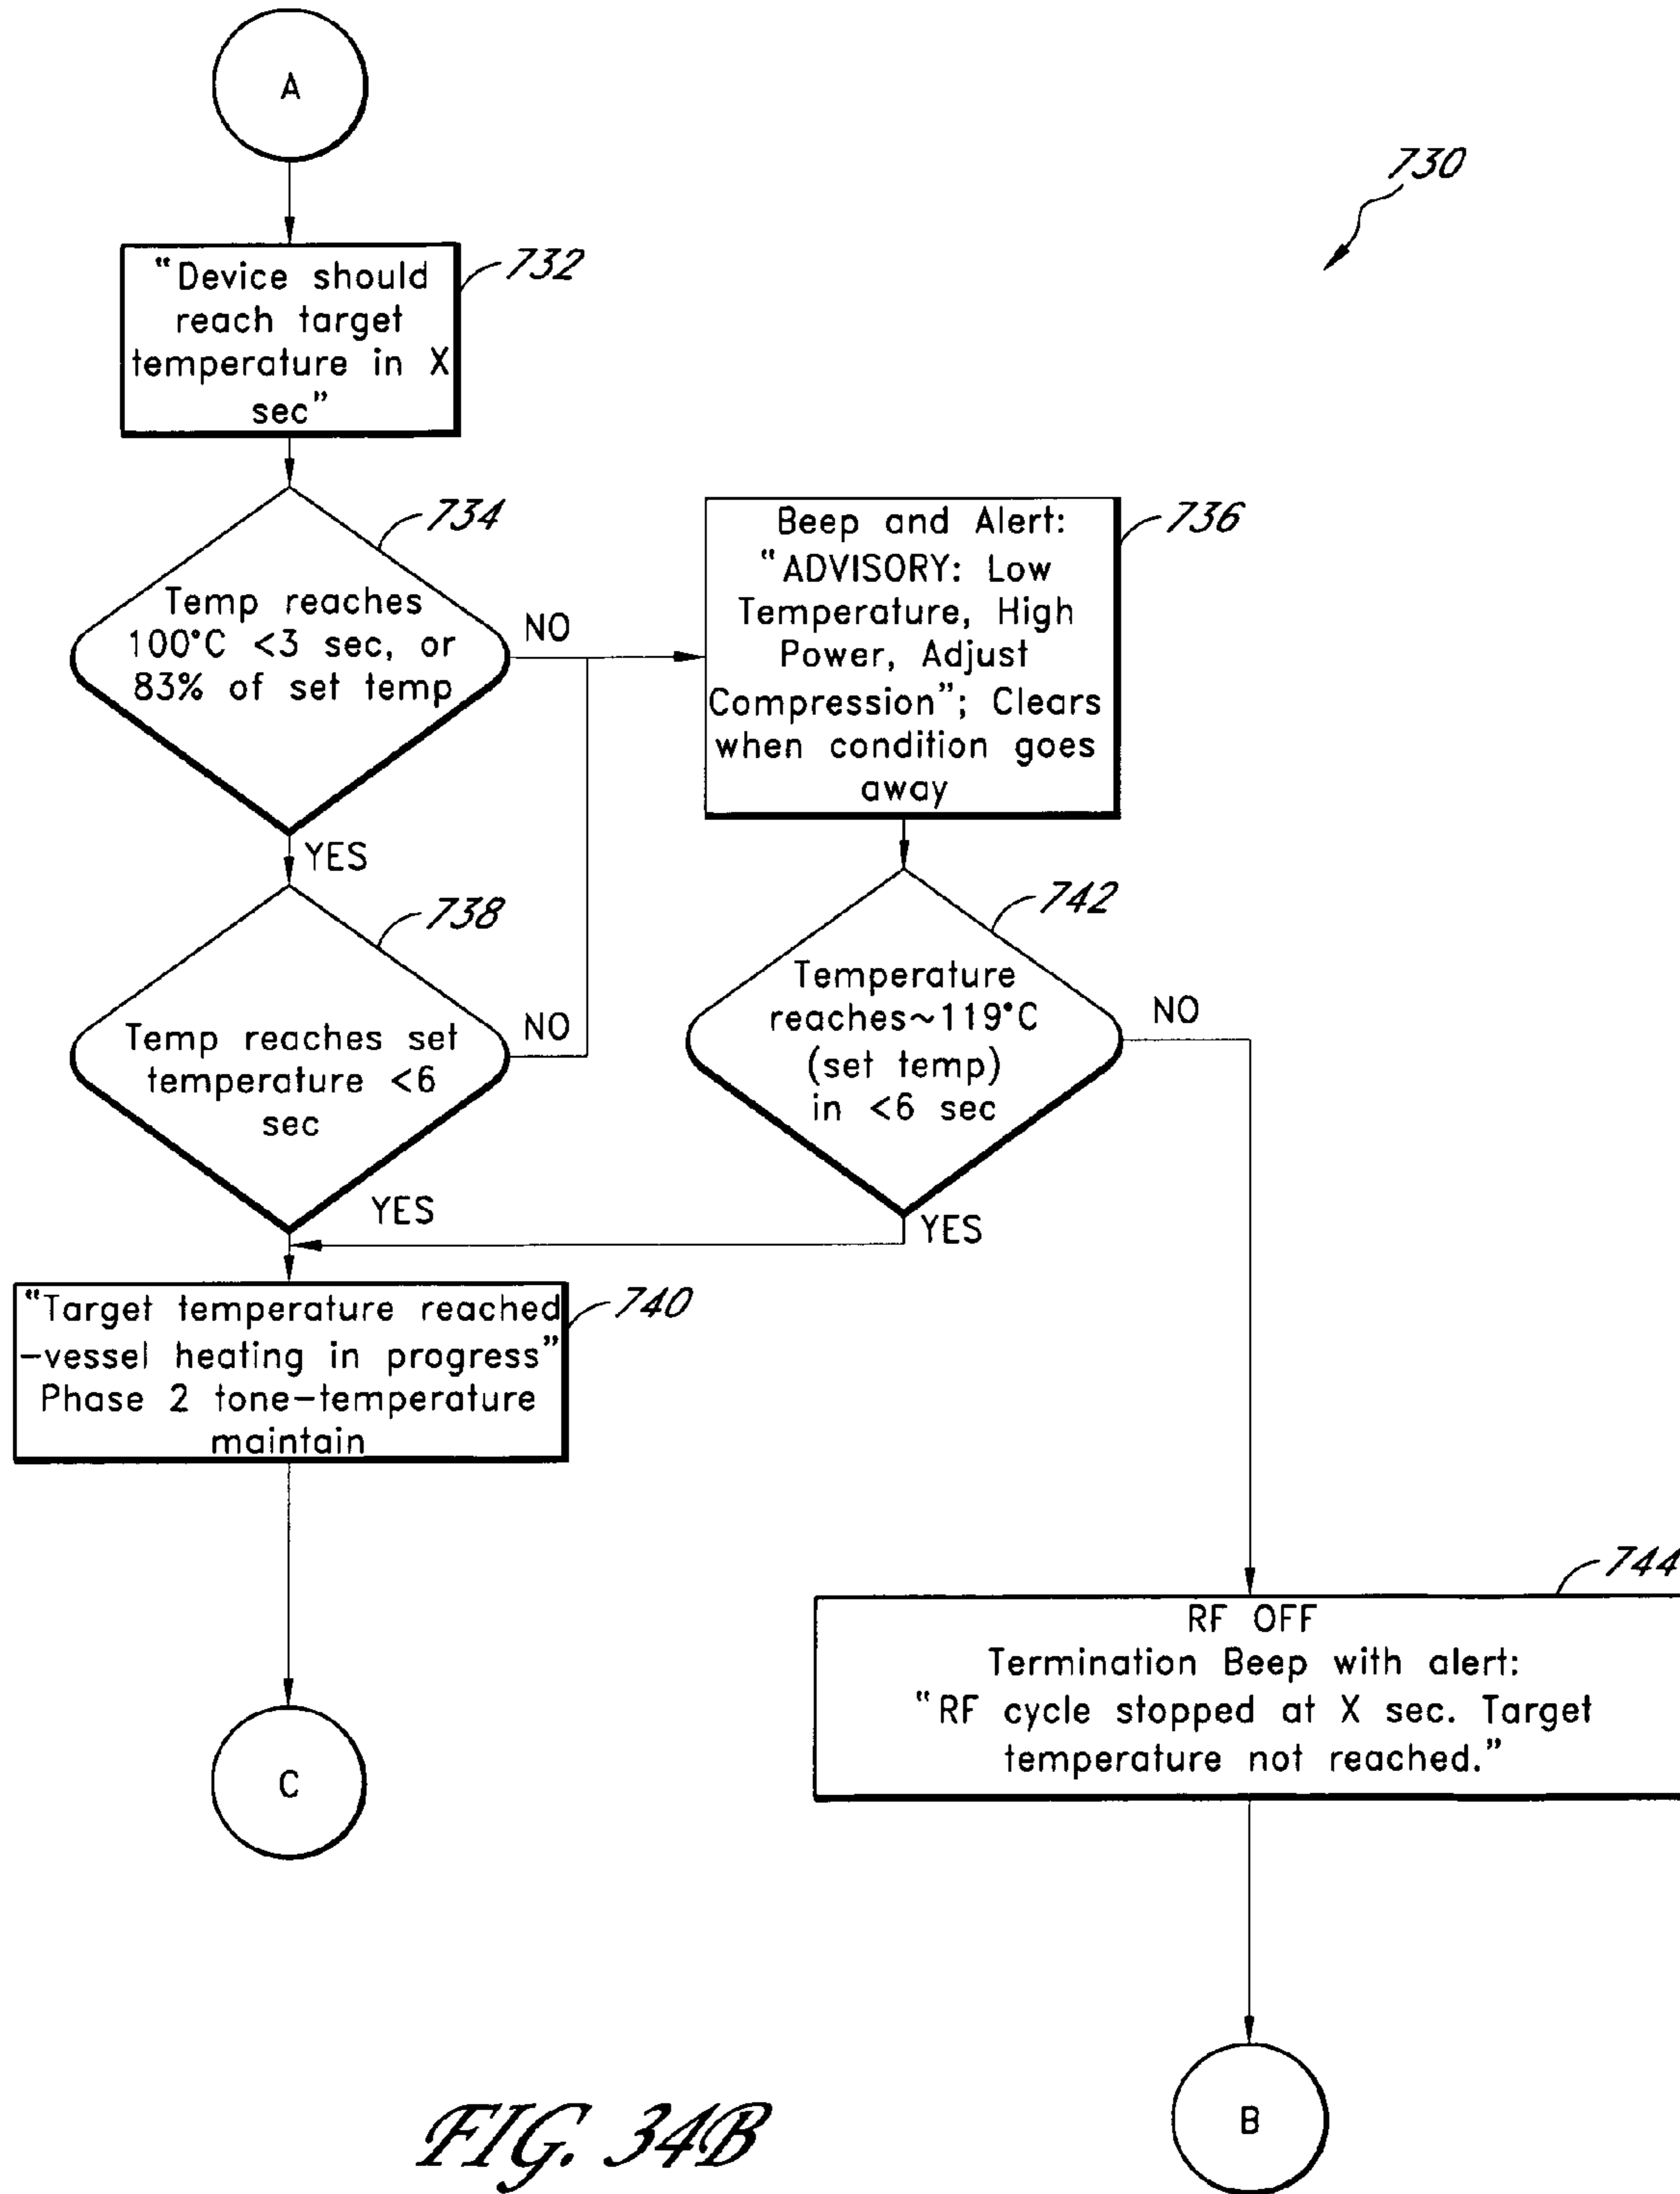 A
730
"Device should
reach target
temperature in X
sec"
732
734
Temp reaches
100°C <3 sec, or
83% of set temp
NO
YES
Beep and Alert:
"ADVISORY: Low
Temperature, High
Power, Adjust
Compression"; Clears
when condition goes
away
736
738
Temp reaches set
temperature <6
sec
NO
YES
742
Temperature
reaches~119°C
(set temp)
in <6 sec
NO
YES
"Target temperature reached
-vessel heating in progress"
Phase 2 tone-temperature
maintain
740
C
744
RF OFF
Termination Beep with alert:
"RF cycle stopped at X sec. Target
temperature not reached."
B
FIG. 34B